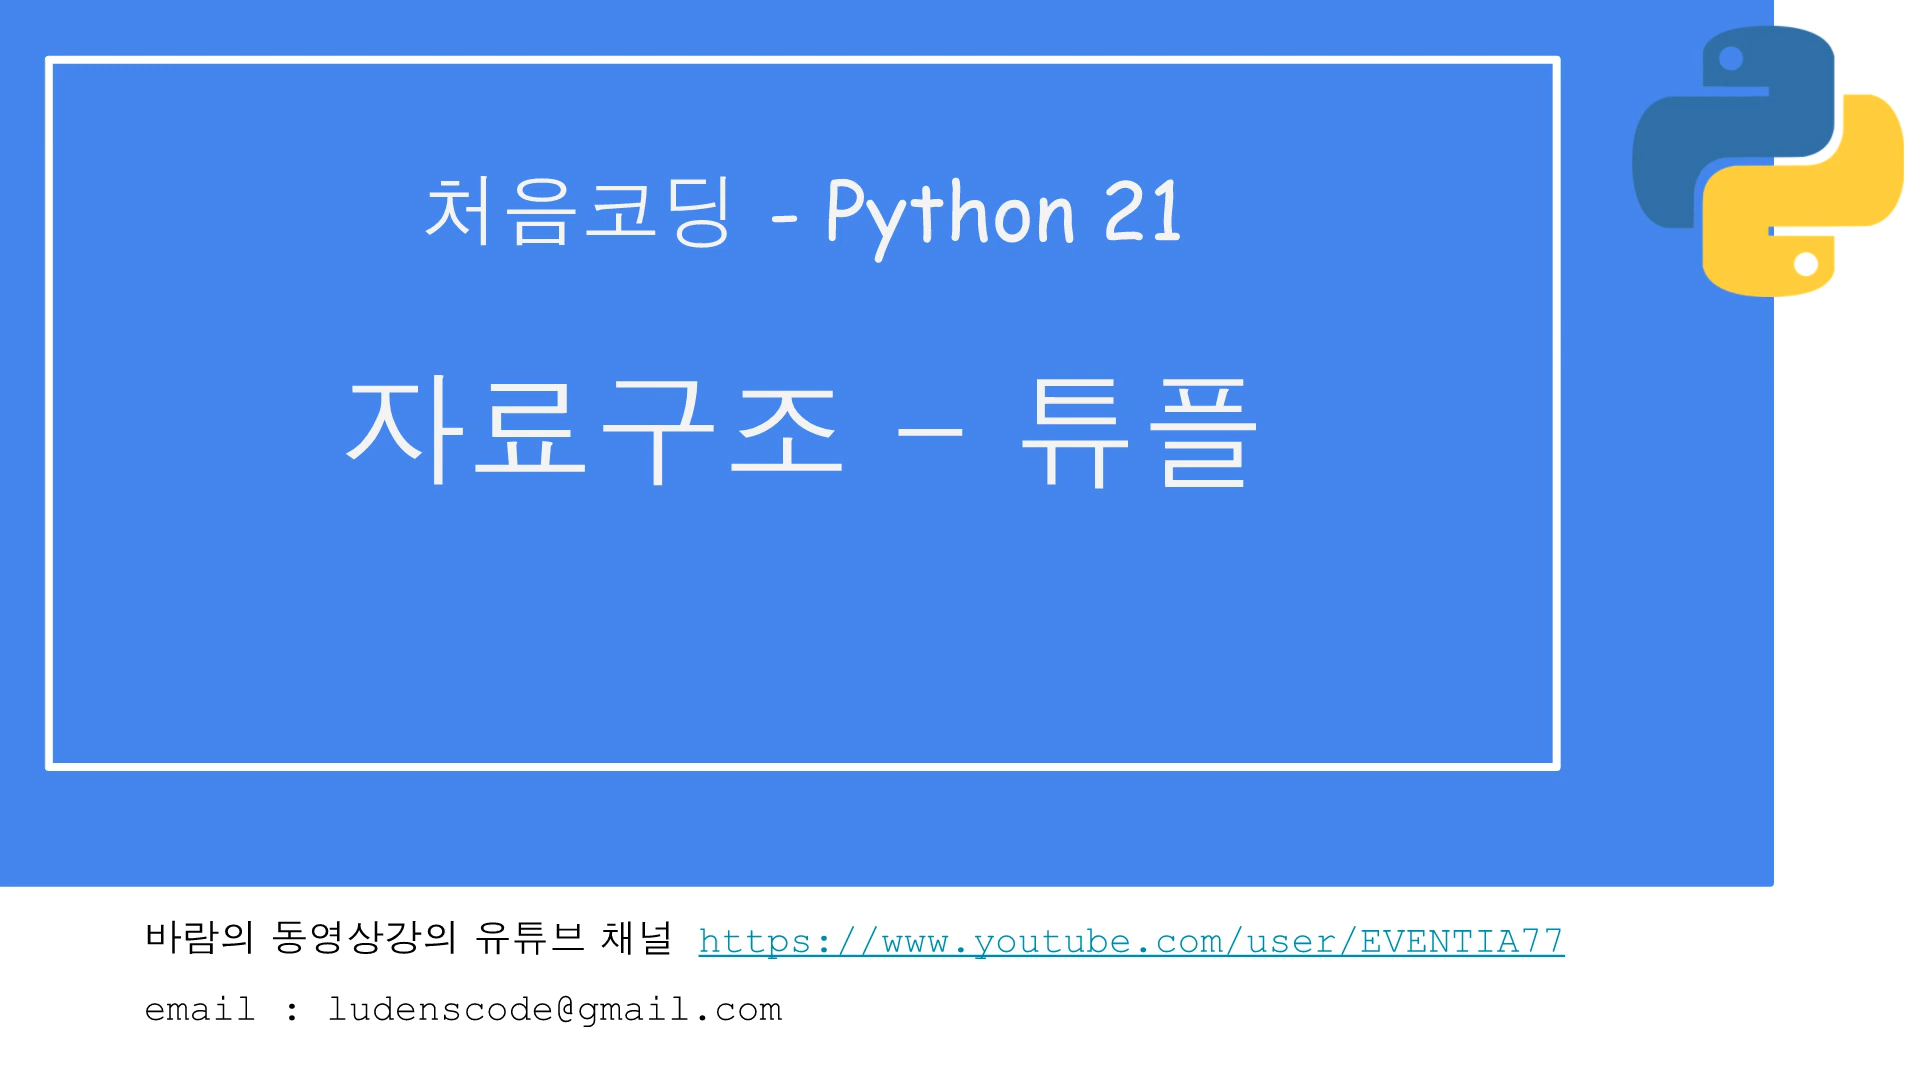 처음코딩 - Python 21
자료구조 - 튜플
바람의 동영상강의 유튜브 채널 https://www.youtube.com/user/EVENTIA77
email : ludenscode@gmail.com